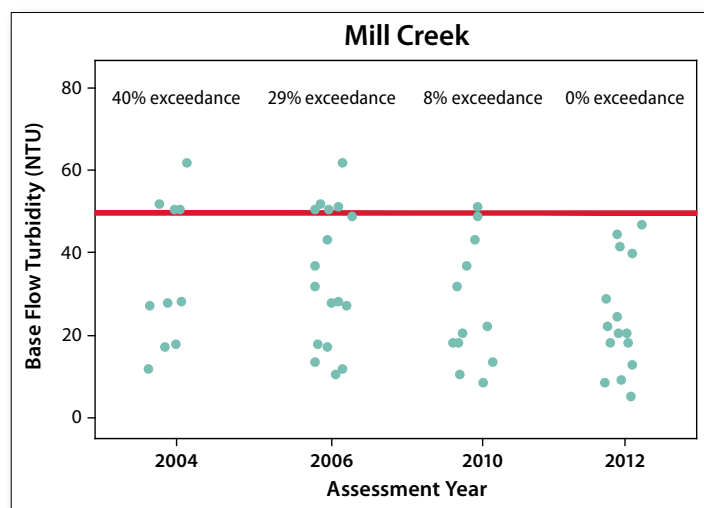 Mill Creek
40% exceedance 29% exceedance 8% exceedance 0% exceedance
Base Flow Turbidity (NTU)
80
60
40
20
0
2004 2006 2010 2012
Assessment Year